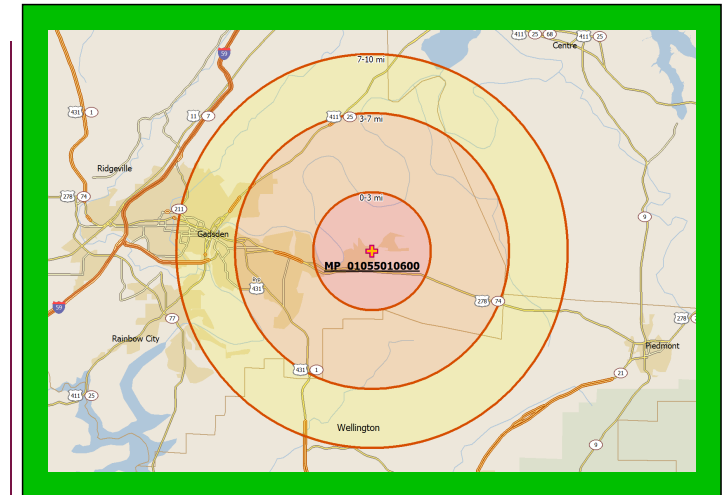 411 25 68 411 25
Centre
59
7-10 mi
431 1
11 7
411 25 3-7 mi
Ridgeville
278 74
0-3 mi
211
9
Gadsden
MP 01055010600
431
278 74
59
77
278
Rainbow City
Piedmont
431 1
21
411 25
Wellington
9